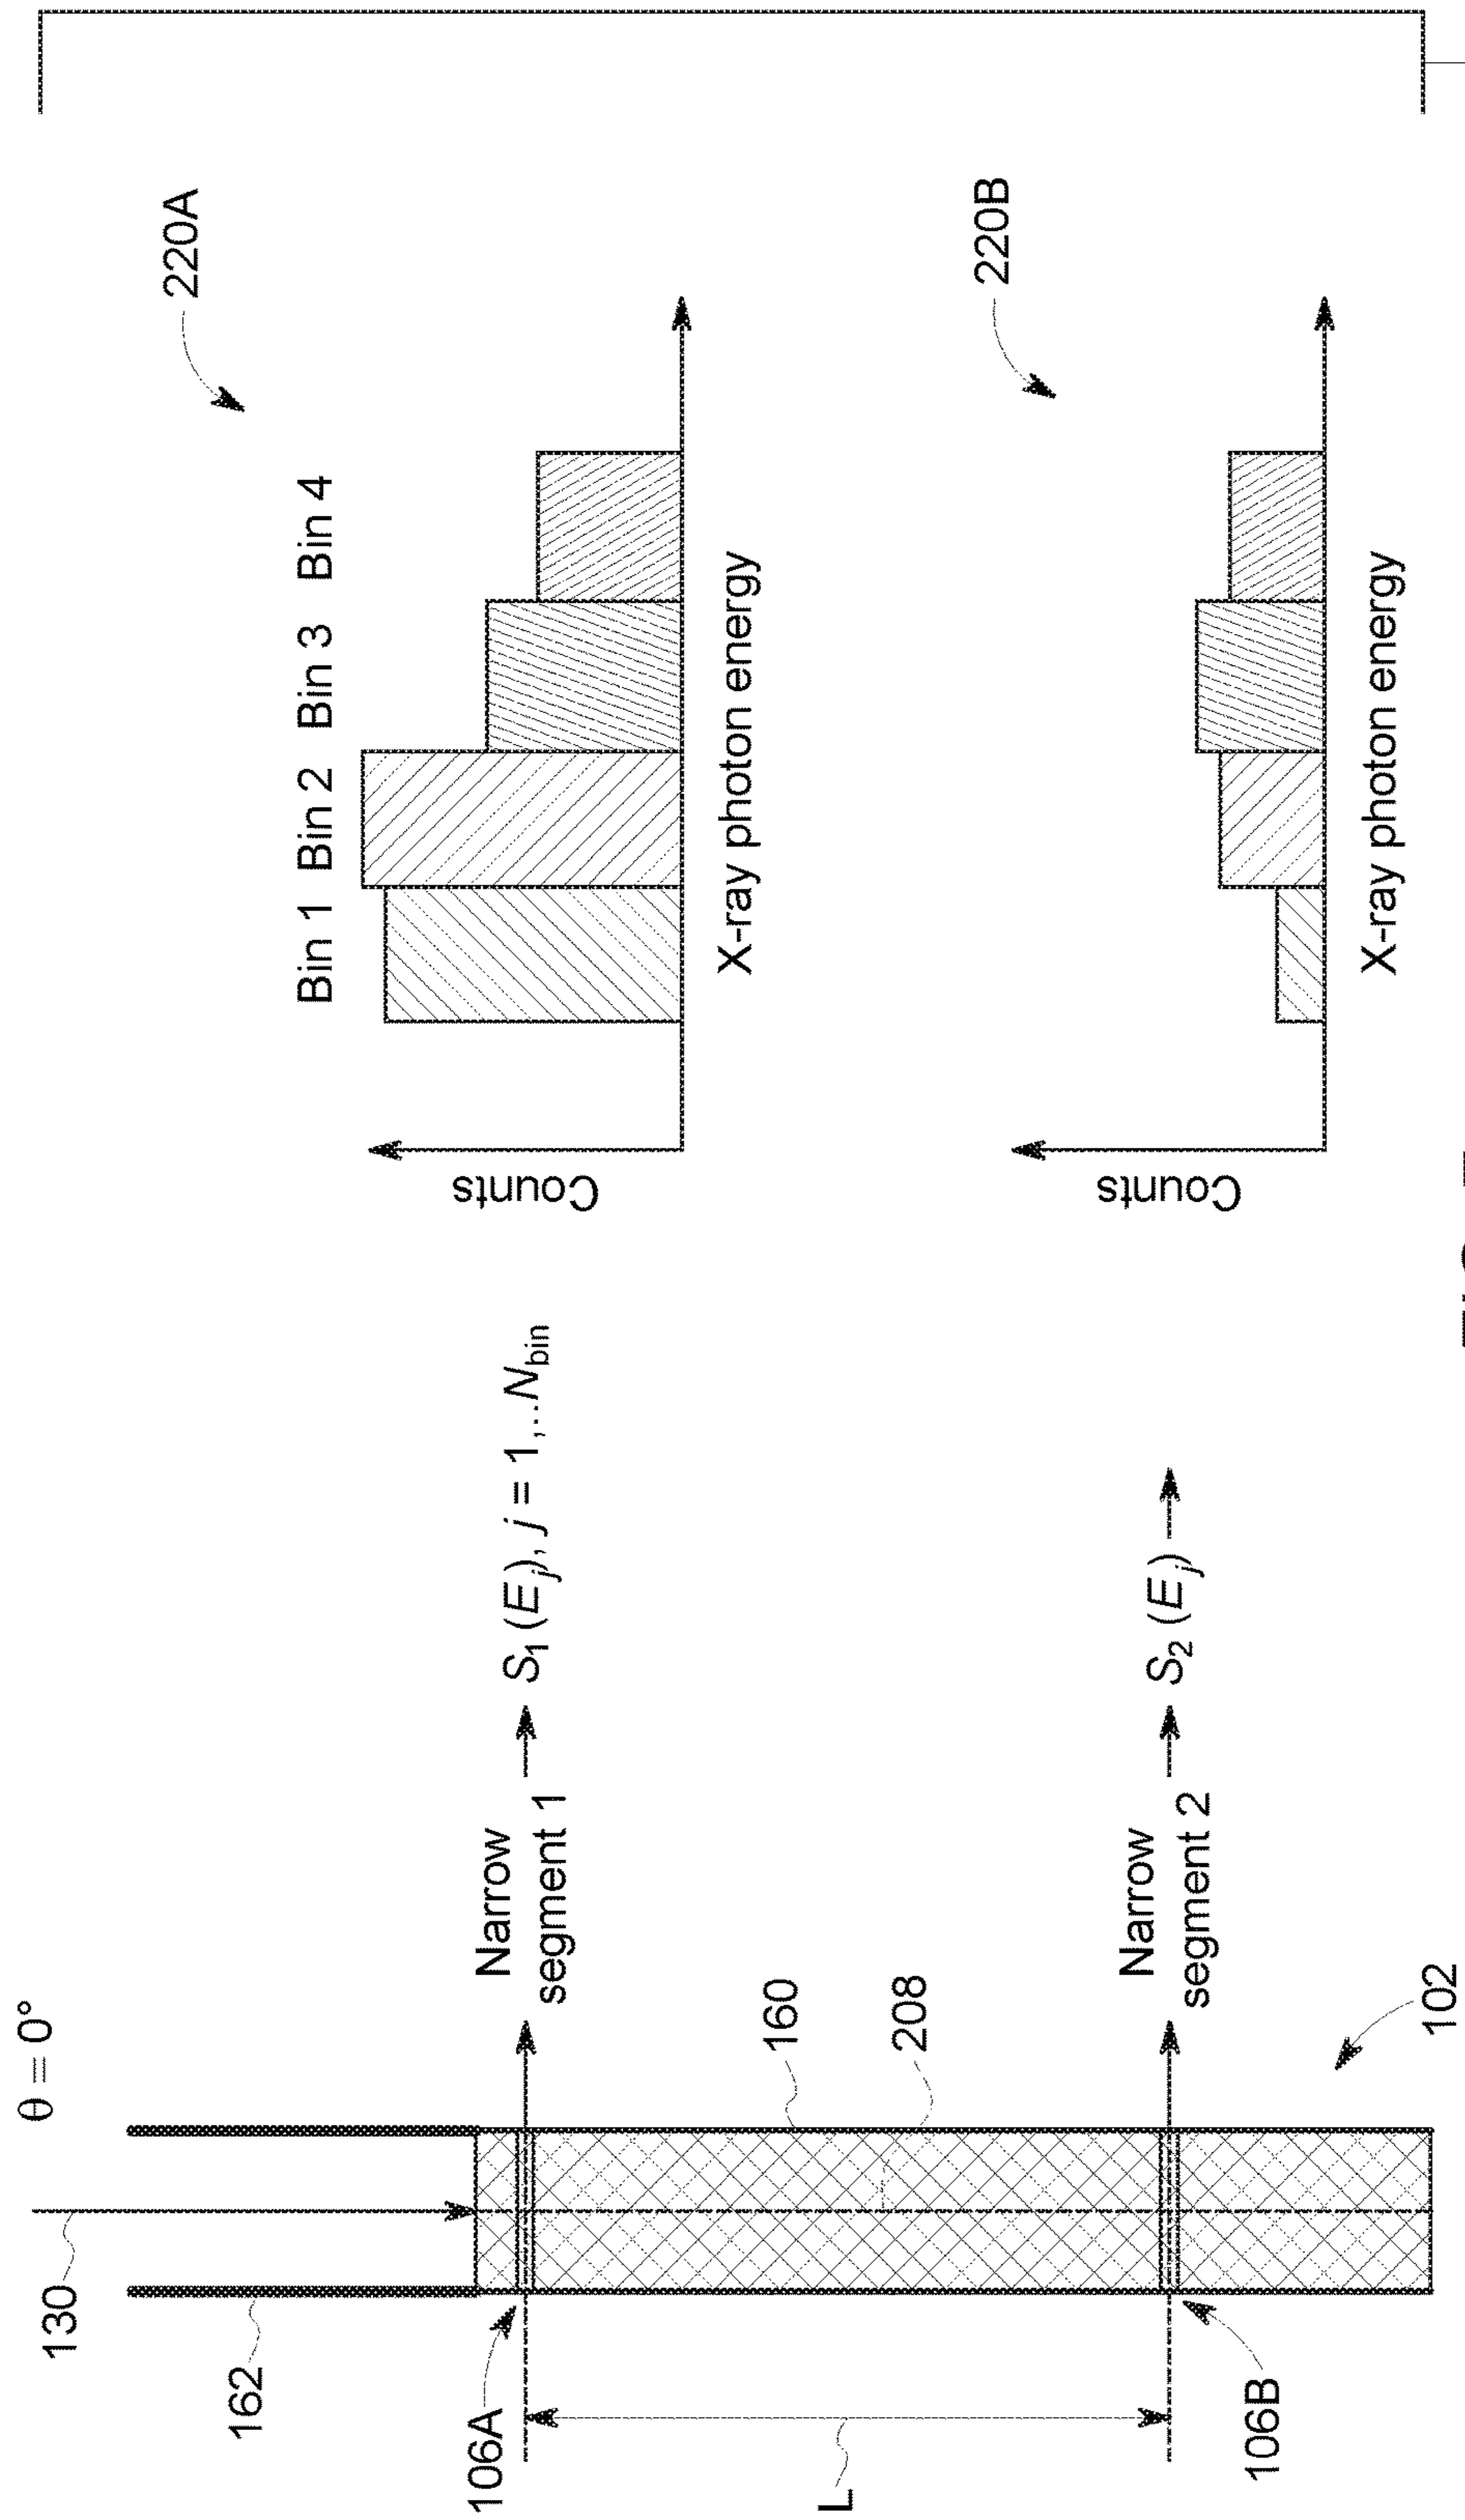 θ = 0°
130
162
106A
Narrow
segment 1
S₁ (Eⱼ), j = 1,..N_bin
L
160
208
106B
Narrow
segment 2
S₂ (Eⱼ)
102
220A
Bin 1 Bin 2 Bin 3 Bin 4
Counts
X-ray photon energy
220B
Counts
X-ray photon energy